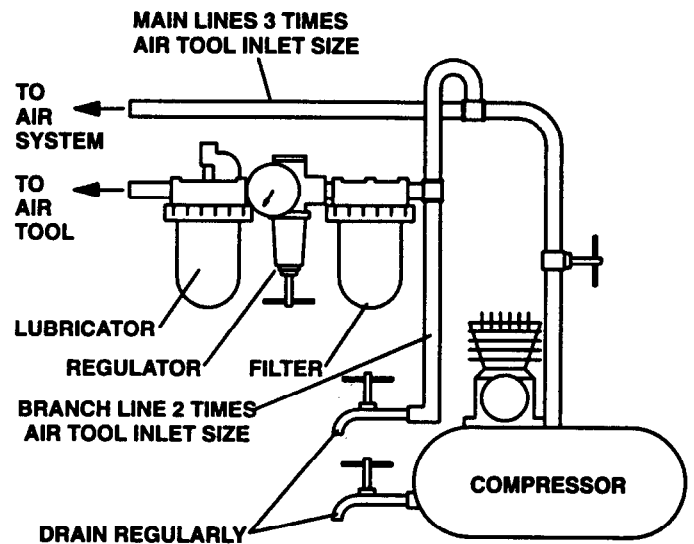 MAIN LINES 3 TIMES
AIR TOOL INLET SIZE
TO
AIR
SYSTEM
TO
AIR
TOOL
LUBRICATOR
REGULATOR
FILTER
BRANCH LINE 2 TIMES
AIR TOOL INLET SIZE
COMPRESSOR
DRAIN REGULARLY